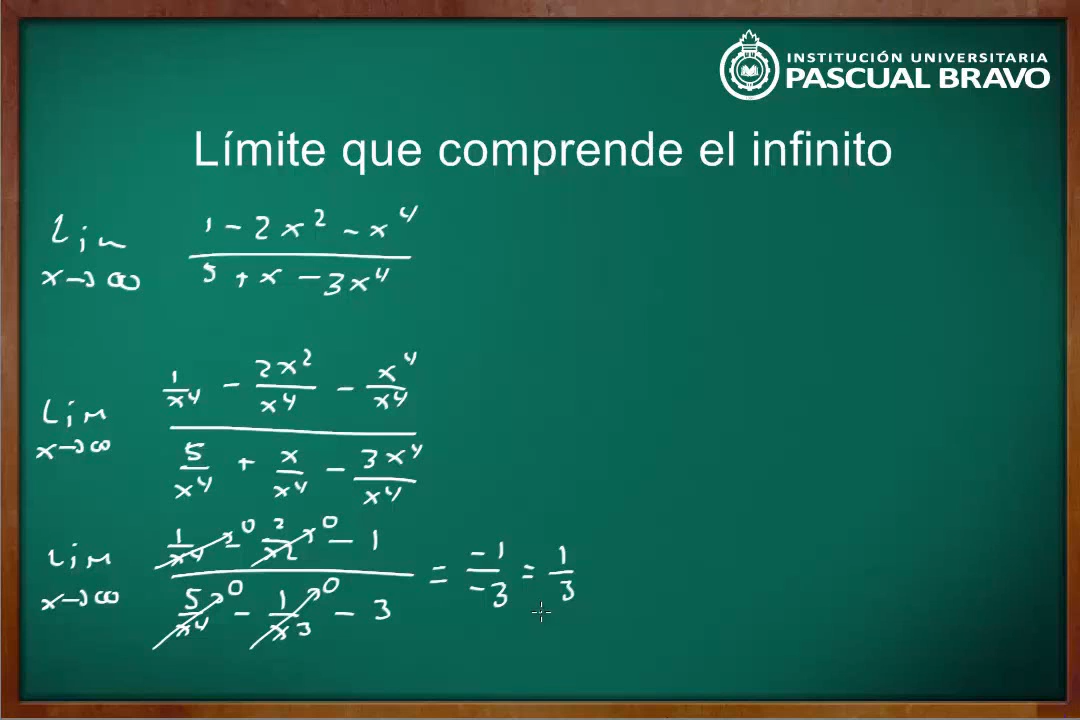 INSTITUCIÓN UNIVERSITARIA
PASCUAL BRAVO
Límite que comprende el infinito
Lim x→∞ (1 - 2x² - x⁴) / (5 + x - 3x⁴)
Lim x→∞ (1/x⁴ - 2x²/x⁴ - x⁴/x⁴) / (5/x⁴ + x/x⁴ - 3x⁴/x⁴)
Lim x→∞ (1/x⁴→0 - 2/x²→0 - 1) / (5/x⁴→0 - 1/x³→0 - 3) = -1/-3 = 1/3